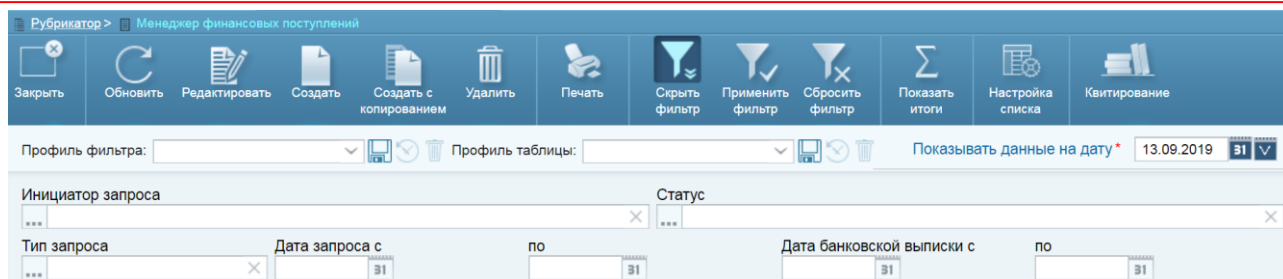 Рубрикатор > Менеджер финансовых поступлений
Закрыть Обновить Редактировать Создать Создать с копированием Удалить Печать Скрыть фильтр Применить фильтр Сбросить фильтр Показать итоги Настройка списка Квитирование
Профиль фильтра: Профиль таблицы: Показывать данные на дату * 13.09.2019 31
Инициатор запроса Статус
... ...
Тип запроса Дата запроса с по Дата банковской выписки с по
... 31 31 31 31